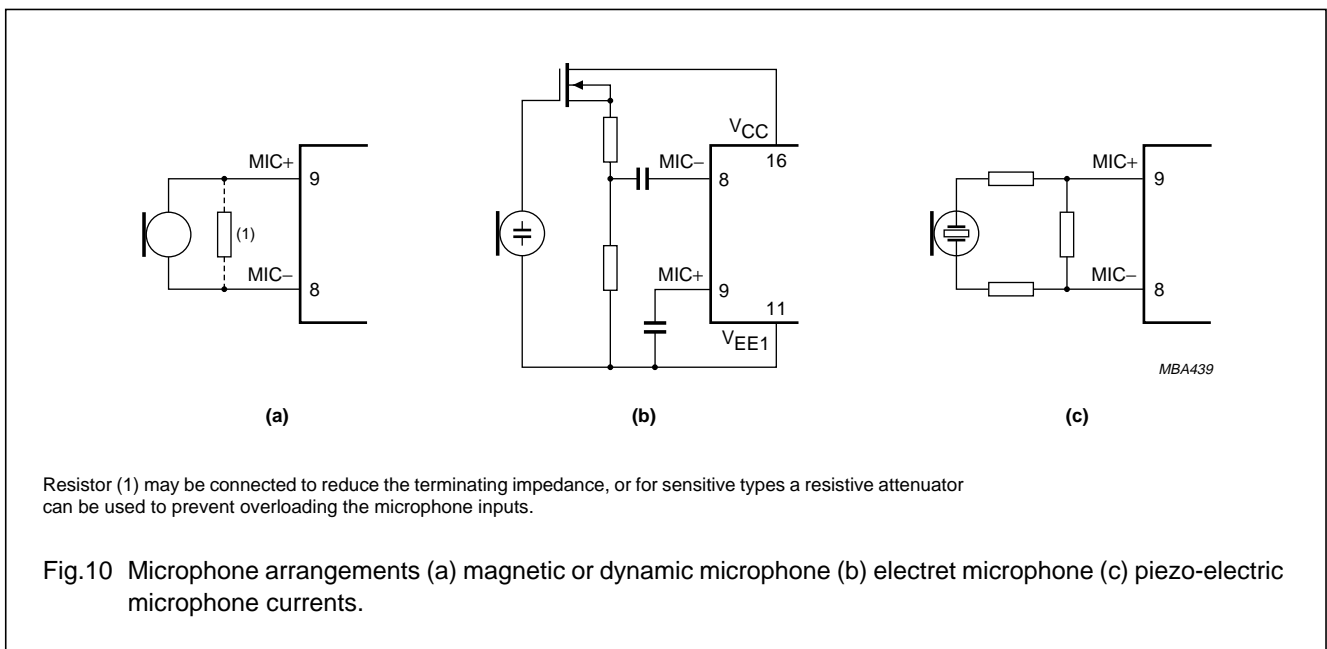 MIC+
9
(1)
MIC−
8
(a)
VCC
16
MIC−
8
MIC+
9
11
VEE1
(b)
MIC+
9
MIC−
8
MBA439
(c)
Resistor (1) may be connected to reduce the terminating impedance, or for sensitive types a resistive attenuator
can be used to prevent overloading the microphone inputs.
Fig.10 Microphone arrangements (a) magnetic or dynamic microphone (b) electret microphone (c) piezo-electric
microphone currents.